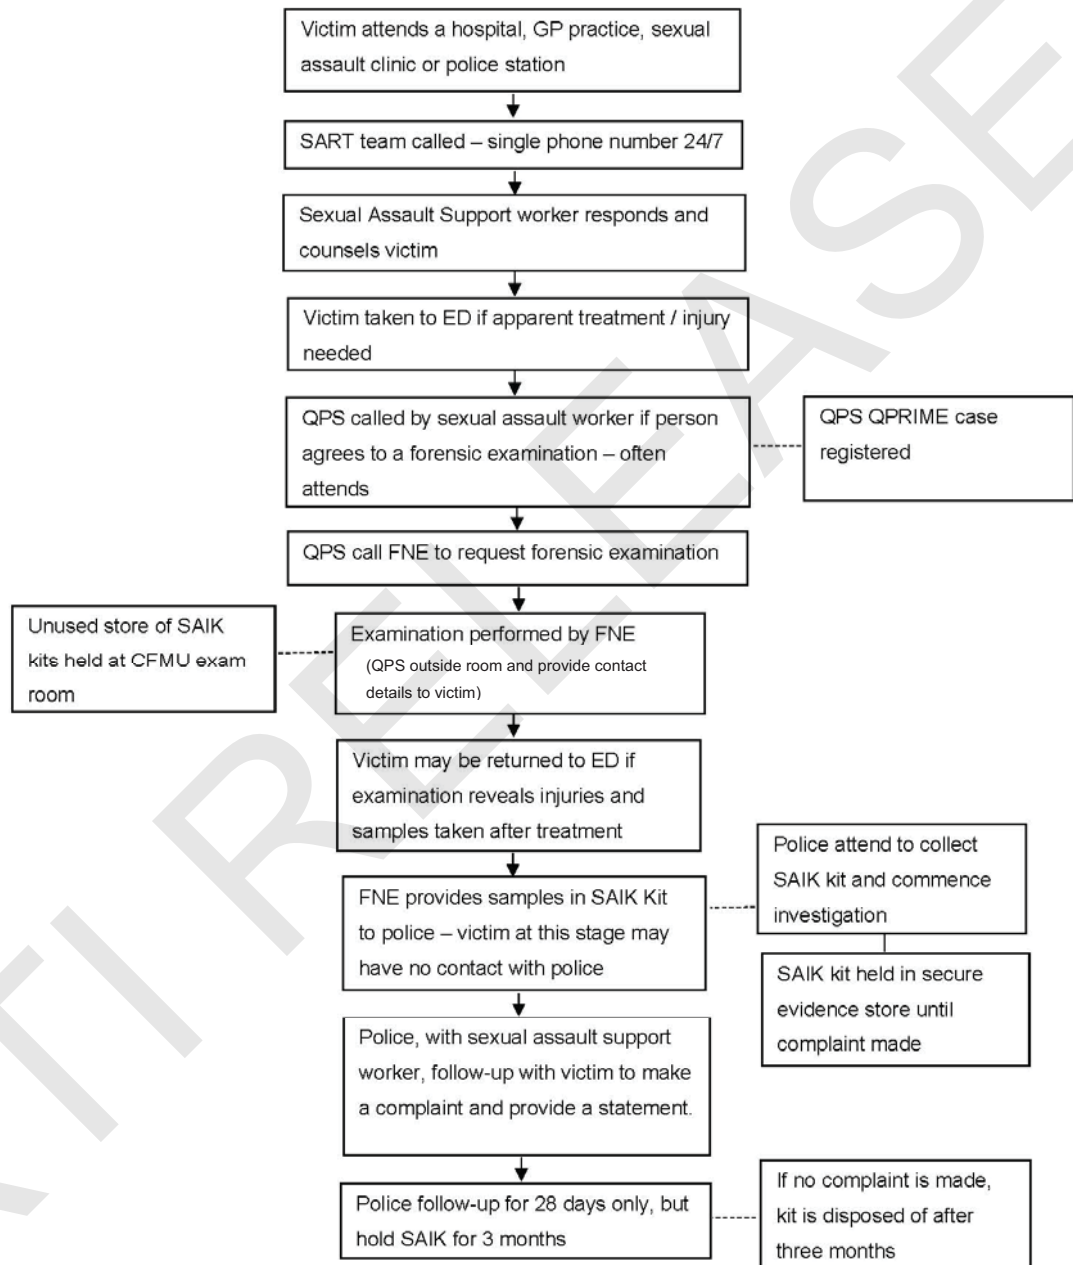 Victim attends a hospital, GP practice, sexual
assault clinic or police station
SART team called – single phone number 24/7
Sexual Assault Support worker responds and
counsels victim
Victim taken to ED if apparent treatment / injury
needed
QPS called by sexual assault worker if person
agrees to a forensic examination – often
attends
QPS QPRIME case
registered
QPS call FNE to request forensic examination
Unused store of SAIK
kits held at CFMU exam
room
Examination performed by FNE
(QPS outside room and provide contact
details to victim)
Victim may be returned to ED if
examination reveals injuries and
samples taken after treatment
FNE provides samples in SAIK Kit
to police – victim at this stage may
have no contact with police
Police attend to collect
SAIK kit and commence
investigation
SAIK kit held in secure
evidence store until
complaint made
Police, with sexual assault support
worker, follow-up with victim to make
a complaint and provide a statement.
Police follow-up for 28 days only, but
hold SAIK for 3 months
If no complaint is made,
kit is disposed of after
three months
RTI RELEASE